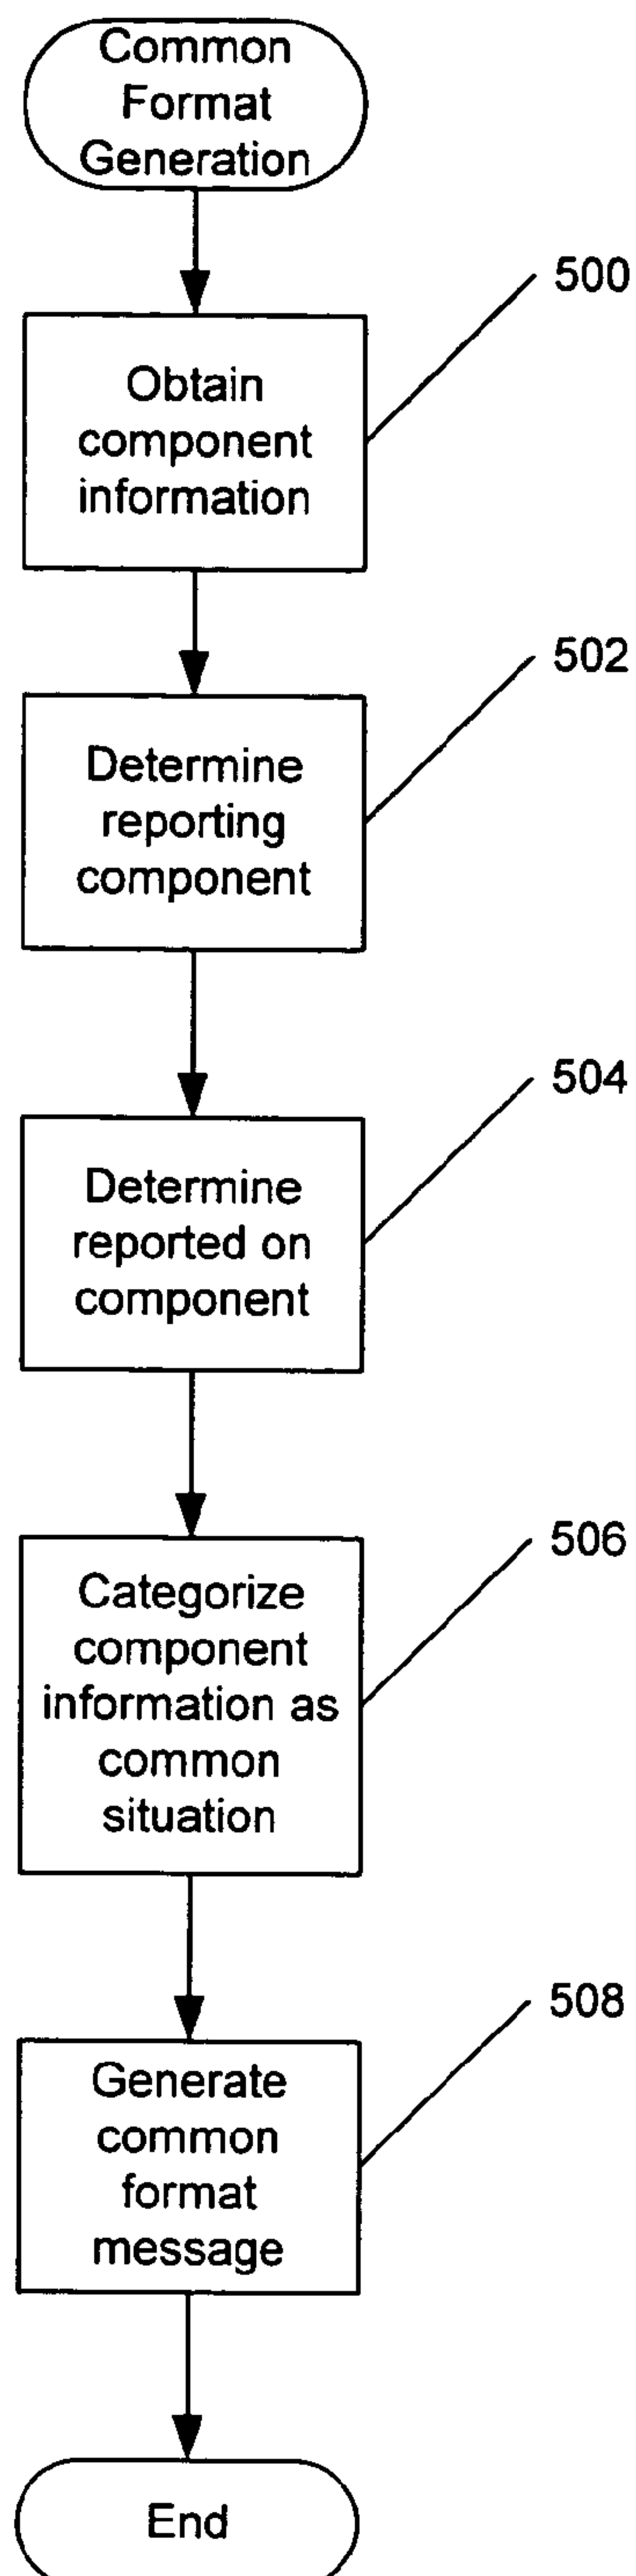 Common
Format
Generation
500
Obtain
component
information
502
Determine
reporting
component
504
Determine
reported on
component
506
Categorize
component
information as
common
situation
508
Generate
common
format
message
End